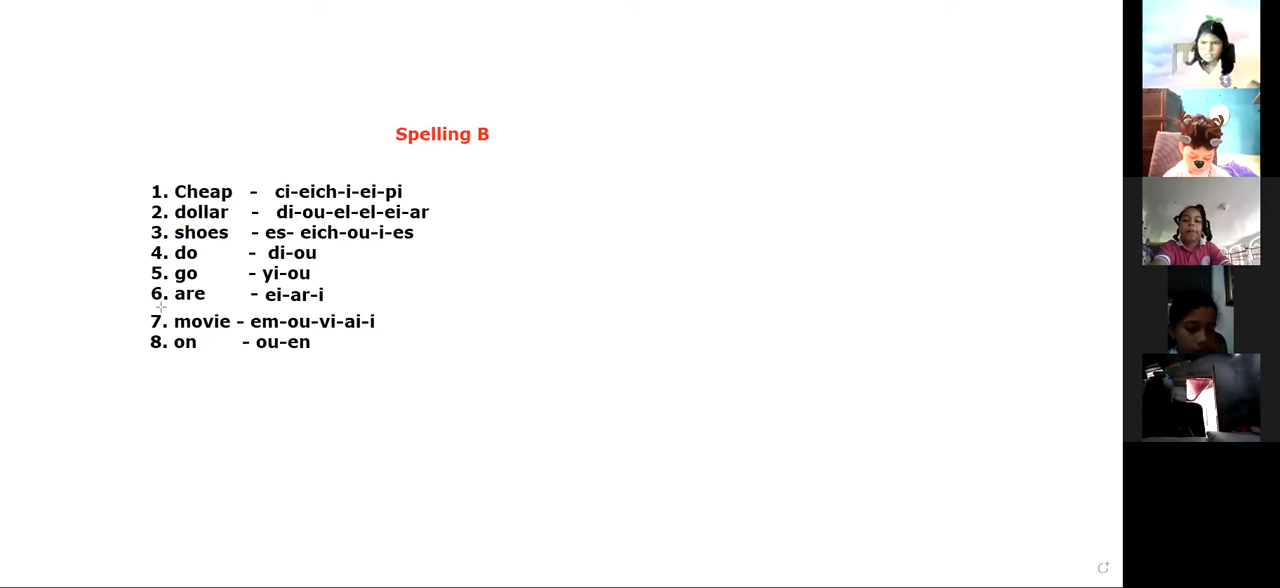 Spelling B
1. Cheap - ci-eich-i-ei-pi
2. dollar - di-ou-el-el-ei-ar
3. shoes - es- eich-ou-i-es
4. do - di-ou
5. go - yi-ou
6. are - ei-ar-i
7. movie - em-ou-vi-ai-i
8. on - ou-en